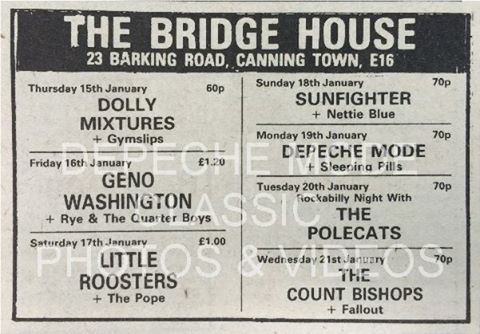 THE BRIDGE HOUSE
23 BARKING ROAD, CANNING TOWN, E16
Thursday 15th January 60p
DOLLY
MIXTURES
+ Gymslips
Friday 16th January £1.20
GENO
WASHINGTON
+ Rye & The Quarter Boys
Saturday 17th January £1.00
LITTLE
ROOSTERS
+ The Pope
Sunday 18th January 70p
SUNFIGHTER
+ Nettie Blue
Monday 19th January 70p
DEPECHE MODE
+ Sleeping Pills
Tuesday 20th January 70p
Rockabilly Night With
THE
POLECATS
Wednesday 21st January 70p
THE
COUNT BISHOPS
+ Fallout
DEPECHE MODE
CLASSIC
PHOTOS & VIDEOS